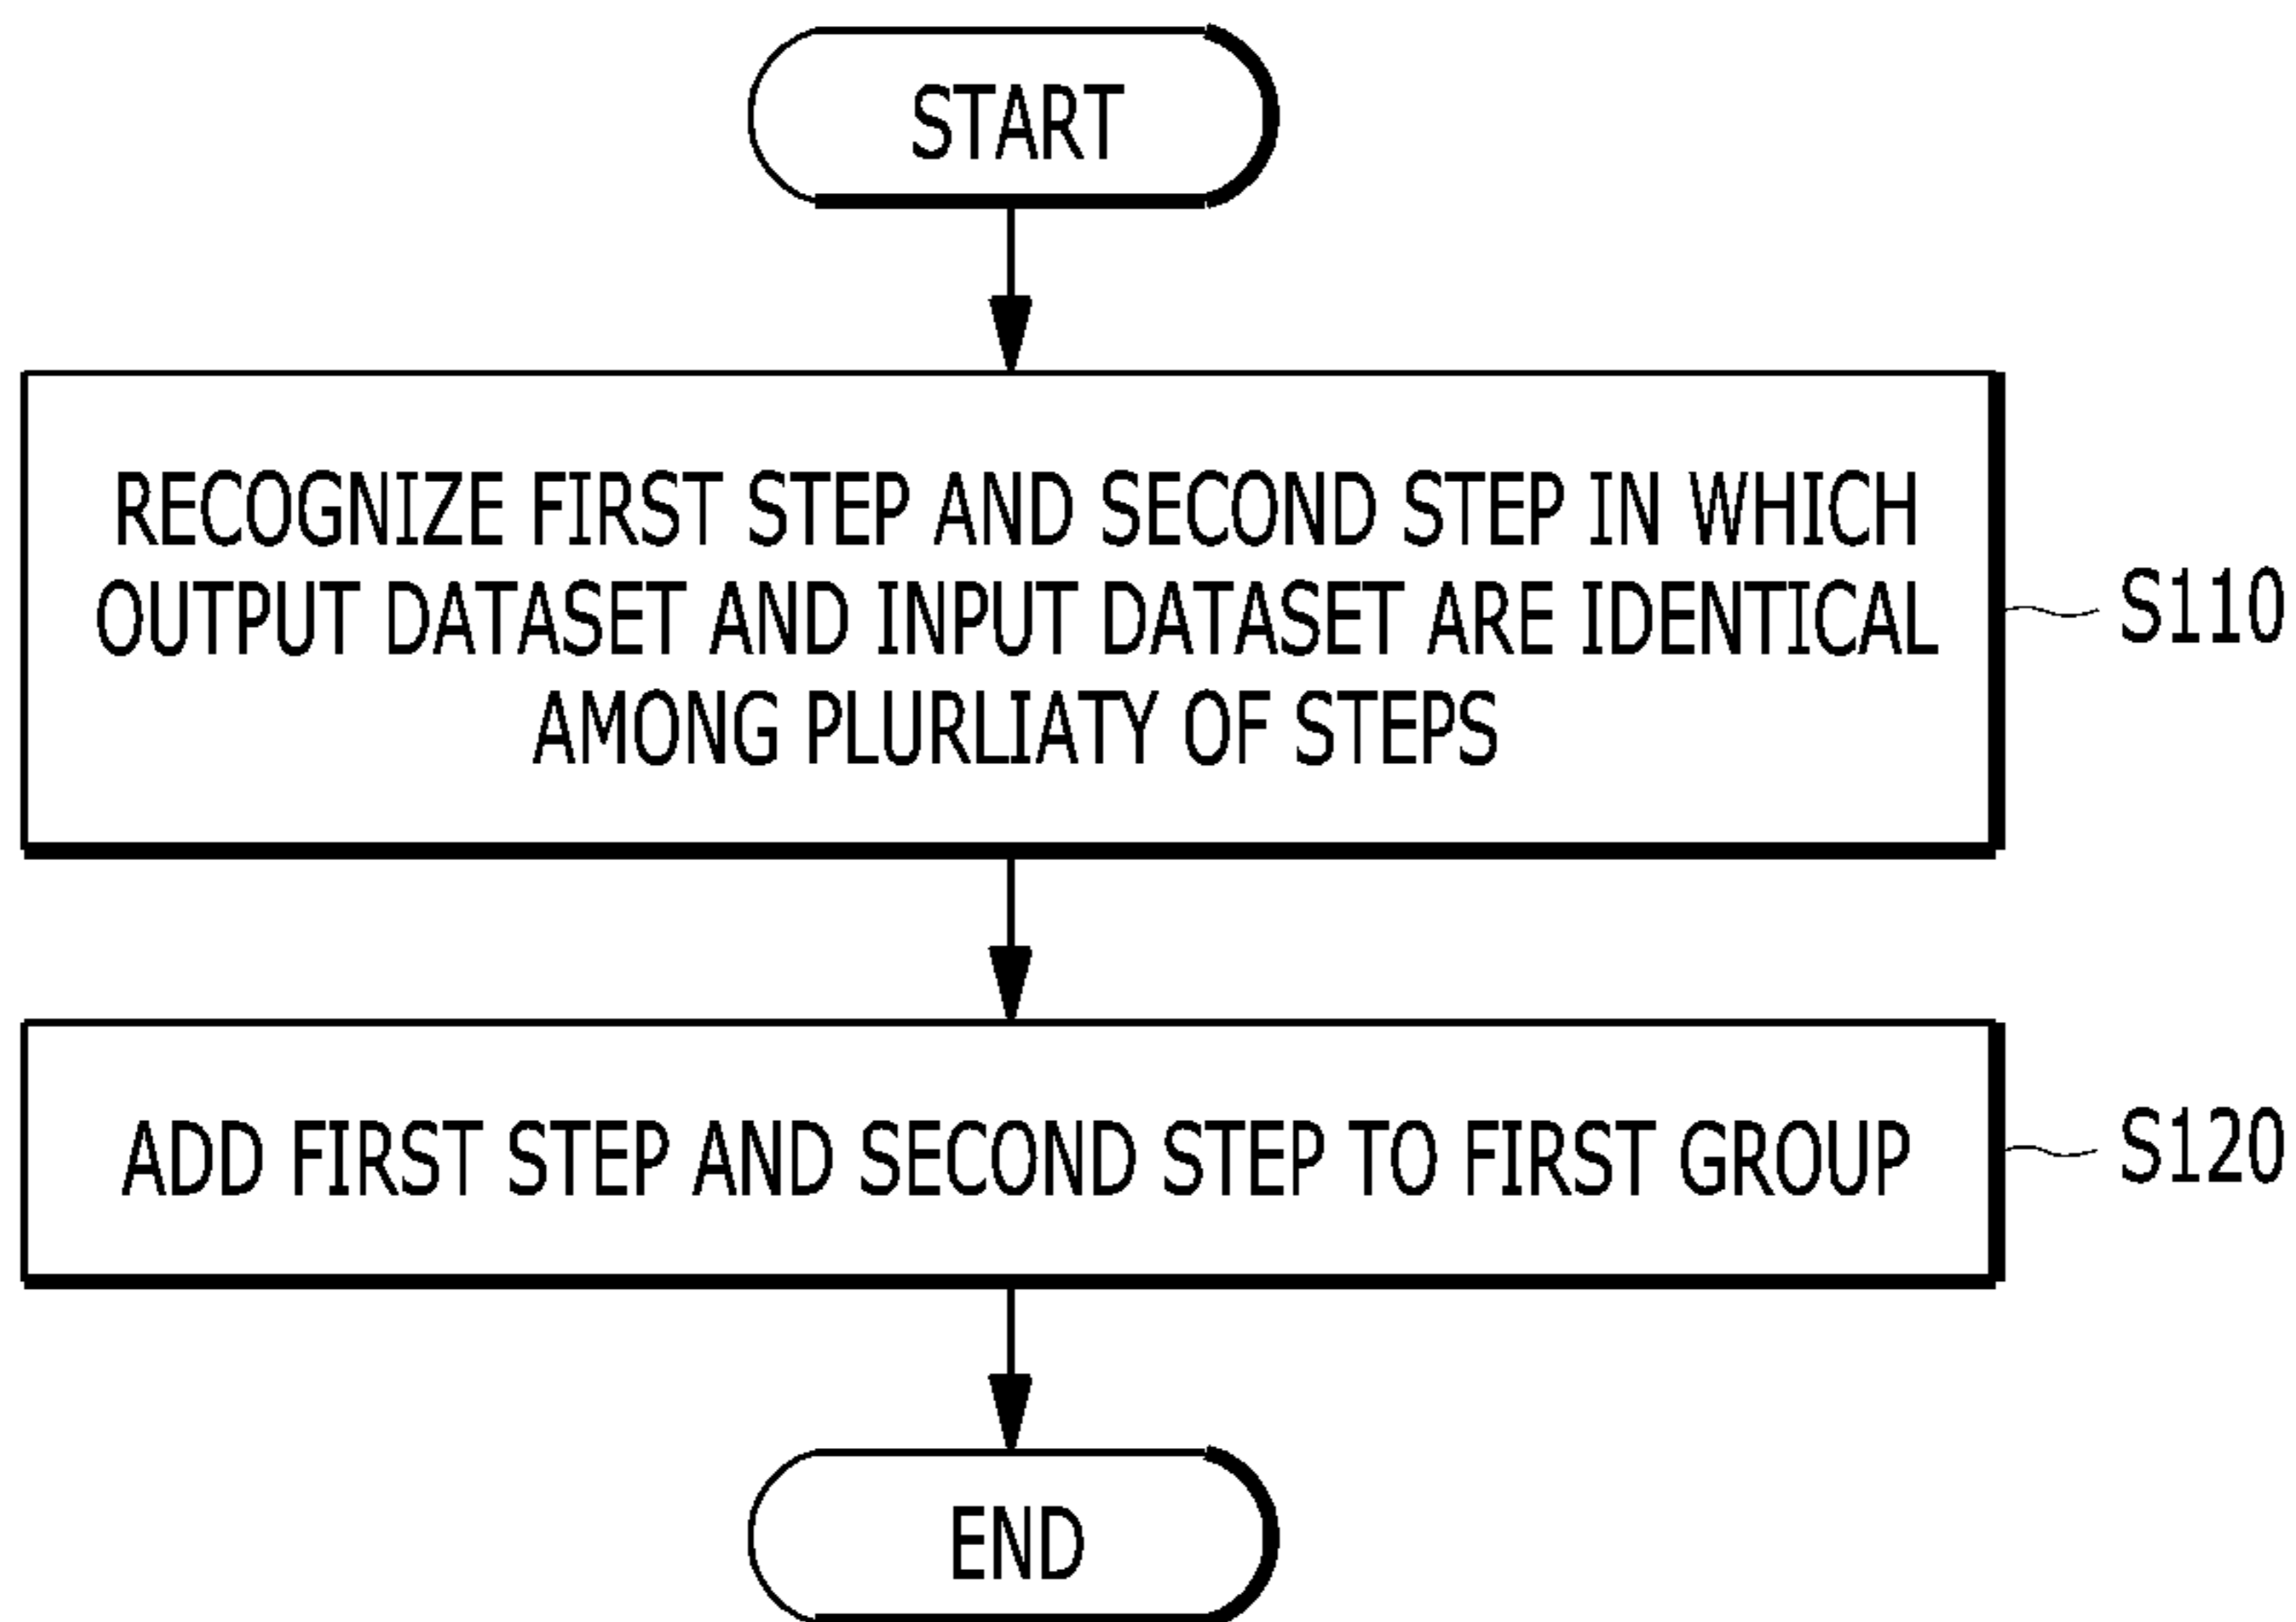 START
RECOGNIZE FIRST STEP AND SECOND STEP IN WHICH
OUTPUT DATASET AND INPUT DATASET ARE IDENTICAL
AMONG PLURLIATY OF STEPS
S110
ADD FIRST STEP AND SECOND STEP TO FIRST GROUP
S120
END